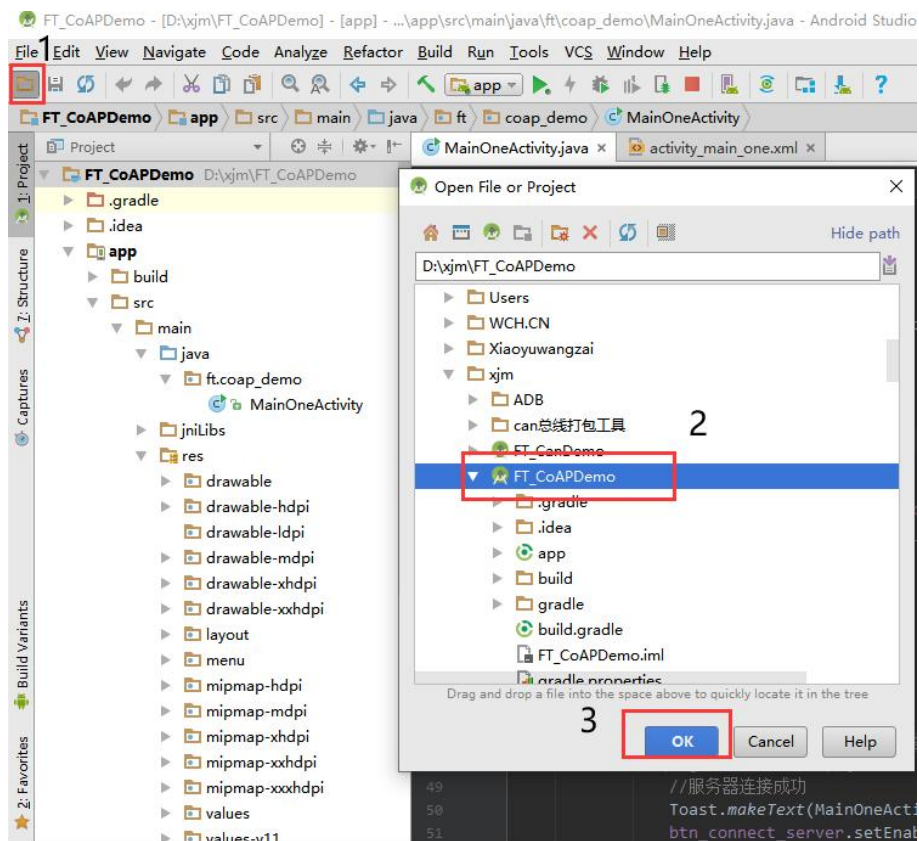 FT_CoAPDemo - [D:\xjm\FT_CoAPDemo] - [app] - ...\app\src\main\java\ft\coap_demo\MainOneActivity.java - Android Studio
1
File Edit View Navigate Code Analyze Refactor Build Run Tools VCS Window Help
app
FT_CoAPDemo app src main java ft coap_demo MainOneActivity
Project
MainOneActivity.java
activity_main_one.xml
1: Project
7: Structure
Captures
Build Variants
2: Favorites
FT_CoAPDemo D:\xjm\FT_CoAPDemo
.gradle
.idea
app
build
src
main
java
ft.coap_demo
MainOneActivity
jniLibs
res
drawable
drawable-hdpi
drawable-ldpi
drawable-mdpi
drawable-xhdpi
drawable-xxhdpi
layout
menu
mipmap-hdpi
mipmap-mdpi
mipmap-xhdpi
mipmap-xxhdpi
mipmap-xxxhdpi
values
values-v11
Open File or Project
Hide path
D:\xjm\FT_CoAPDemo
Users
WCH.CN
Xiaoyuwangzai
xjm
ADB
can总线打包工具
2
FT_CanDemo
FT_CoAPDemo
.gradle
.idea
app
build
gradle
build.gradle
FT_CoAPDemo.iml
gradle.properties
Drag and drop a file into the space above to quickly locate it in the tree
3
OK Cancel Help
49 //服务器连接成功
50 Toast.makeText(MainOneActi
51 btn_connect_server.setEnab